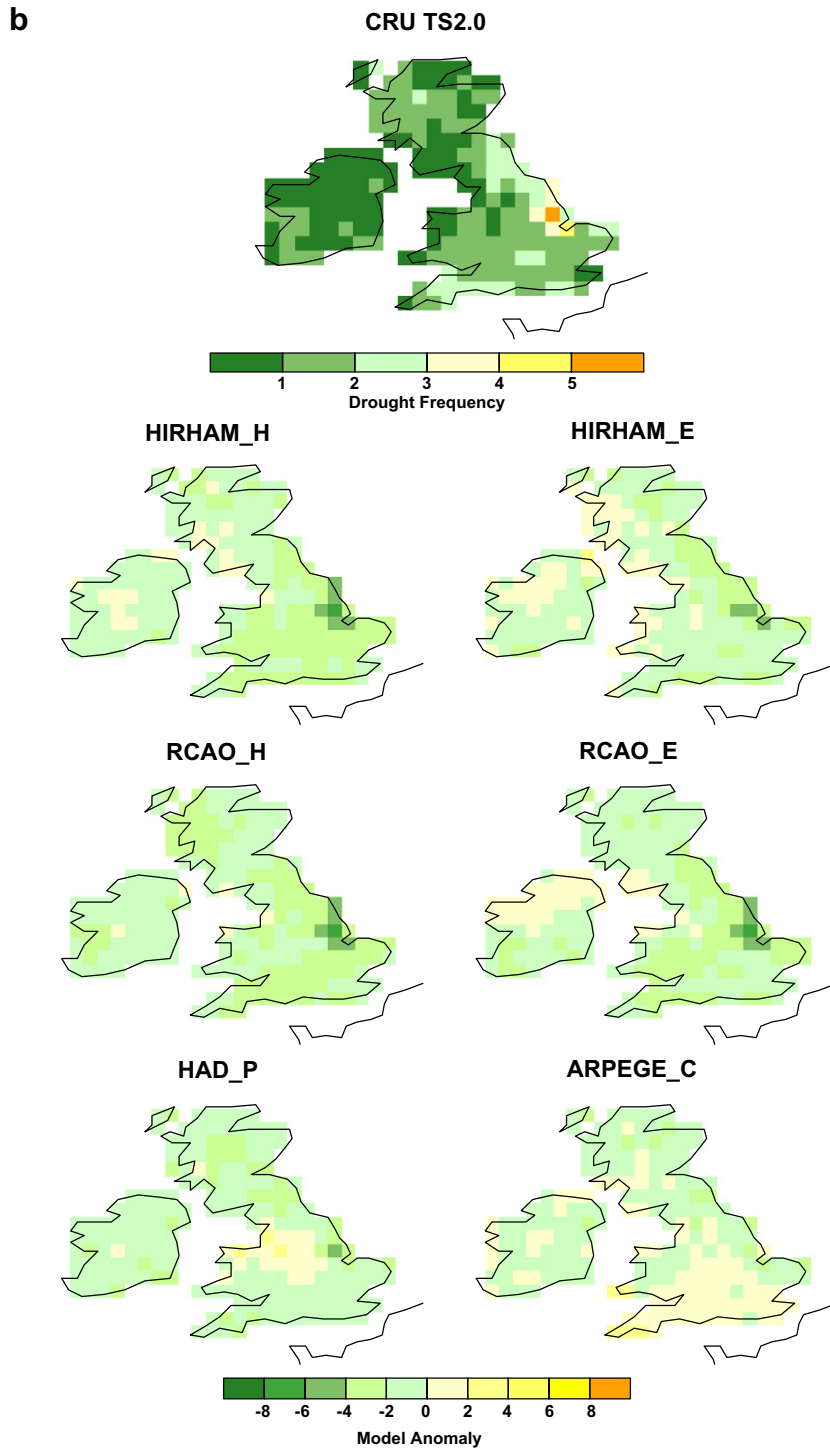 b
CRU TS2.0
1 2 3 4 5
Drought Frequency
HIRHAM_H HIRHAM_E
RCAO_H RCAO_E
HAD_P ARPEGE_C
-8 -6 -4 -2 0 2 4 6 8
Model Anomaly